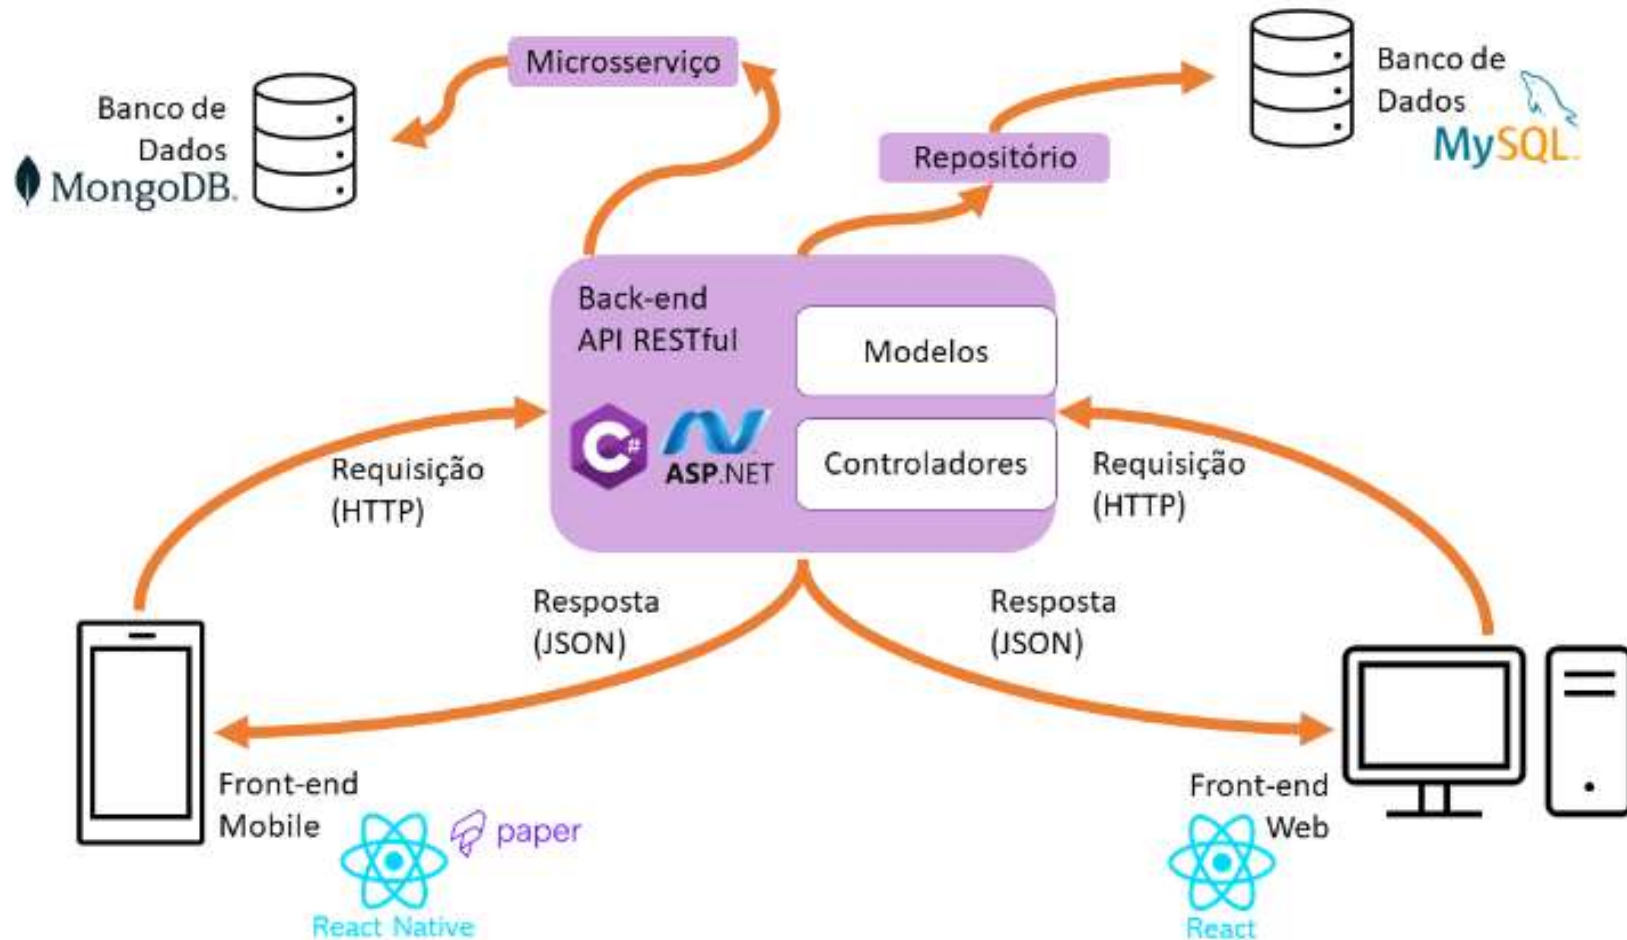 Microsserviço
Banco de
Dados
MongoDB.
Banco de
Dados
MySQL
Repositório
Back-end
API RESTful
C#
ASP.NET
Modelos
Controladores
Requisição
(HTTP)
Requisição
(HTTP)
Resposta
(JSON)
Resposta
(JSON)
Front-end
Mobile
paper
React Native
Front-end
Web
React